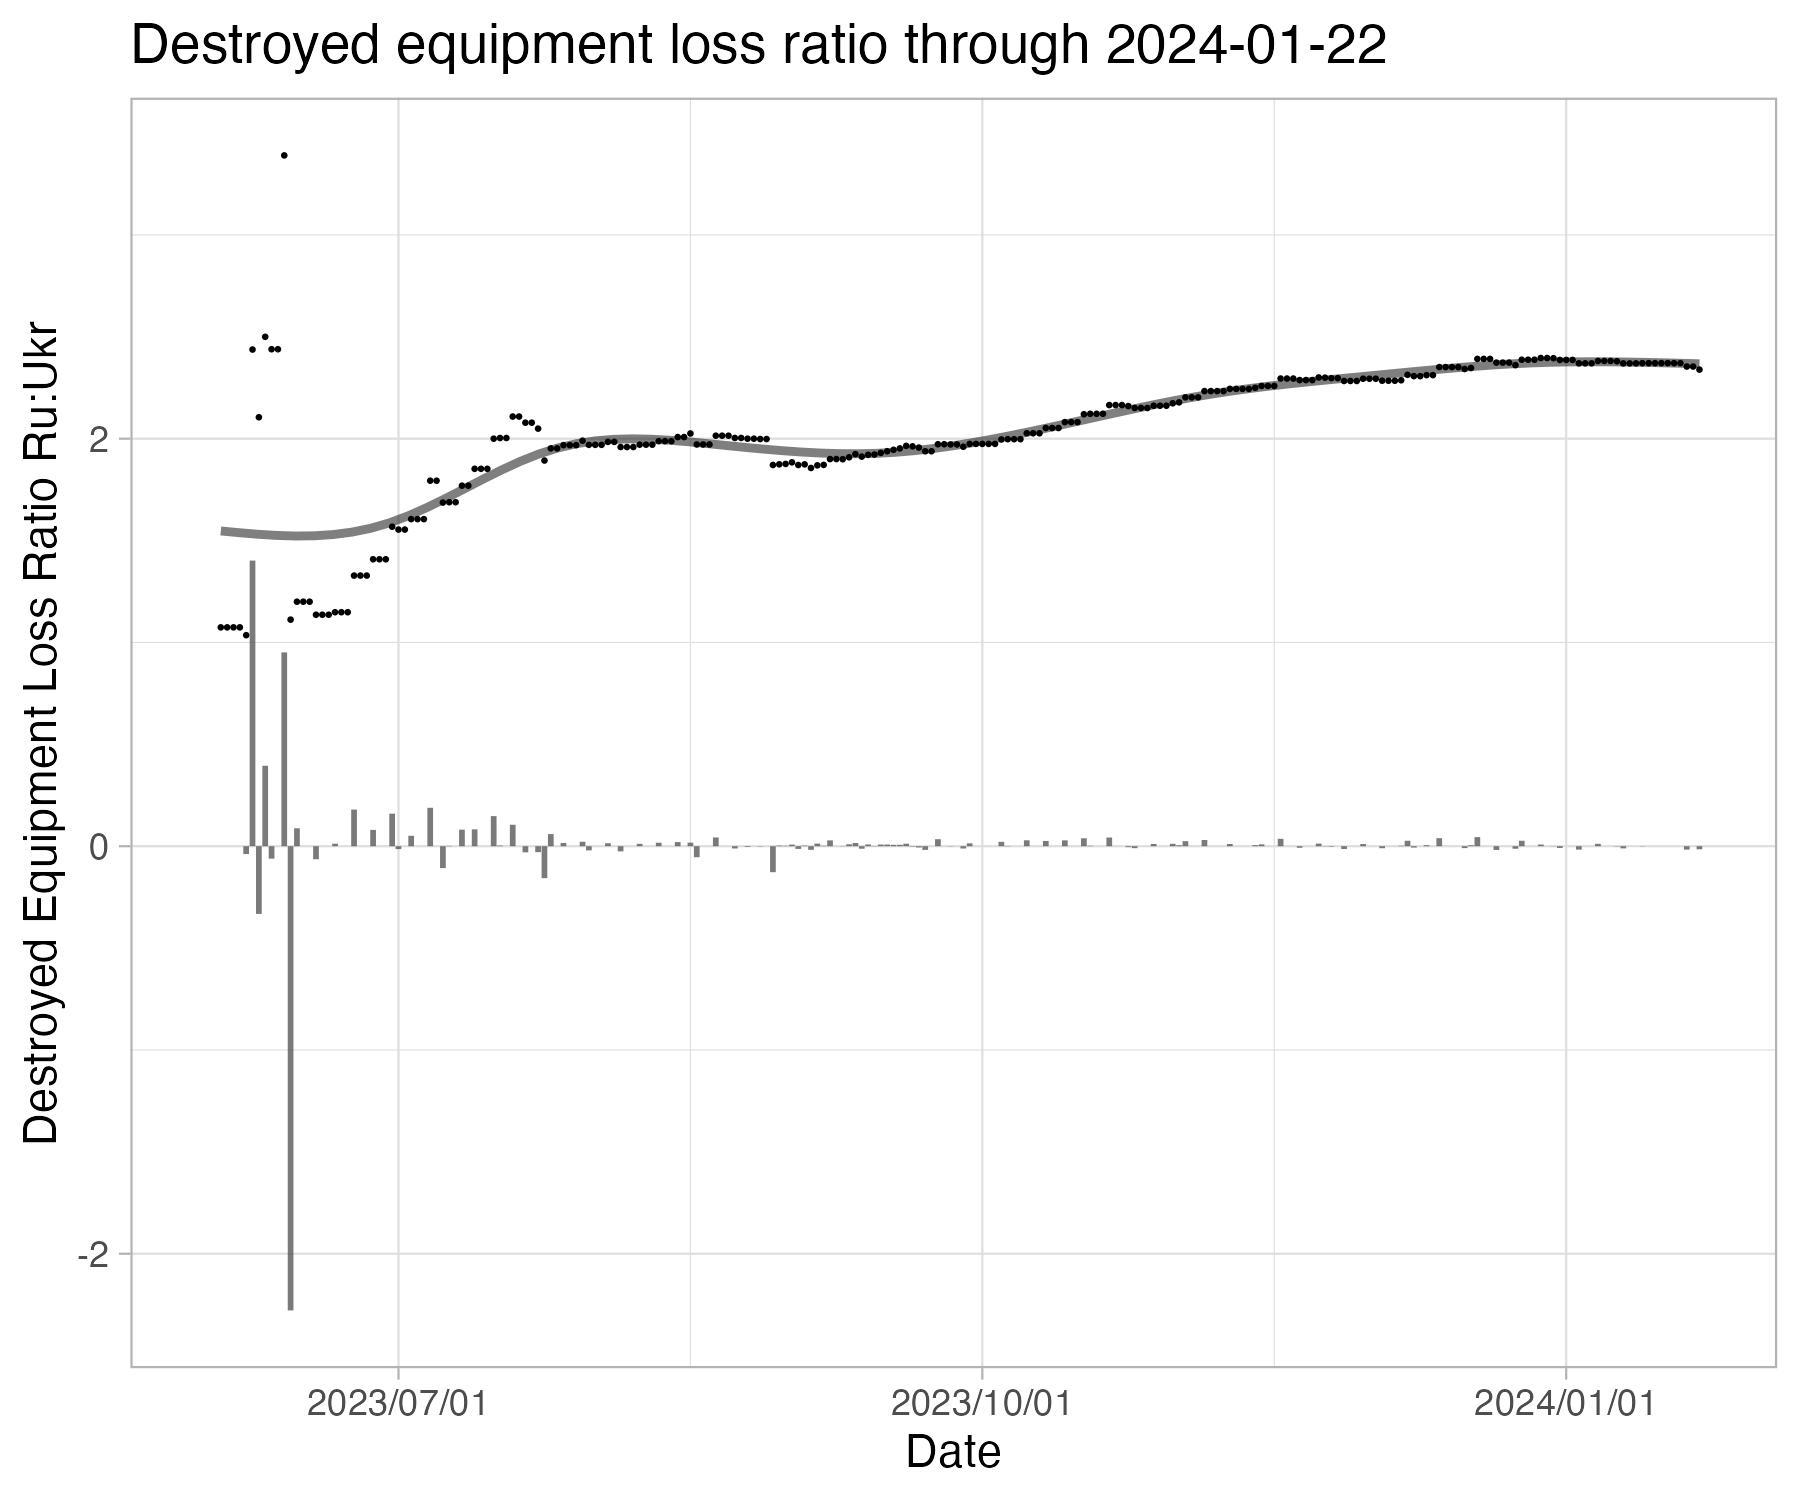 Destroyed equipment loss ratio through 2024-01-22
Destroyed Equipment Loss Ratio Ru:Ukr
2
0
-2
2023/07/01
2023/10/01
2024/01/01
Date